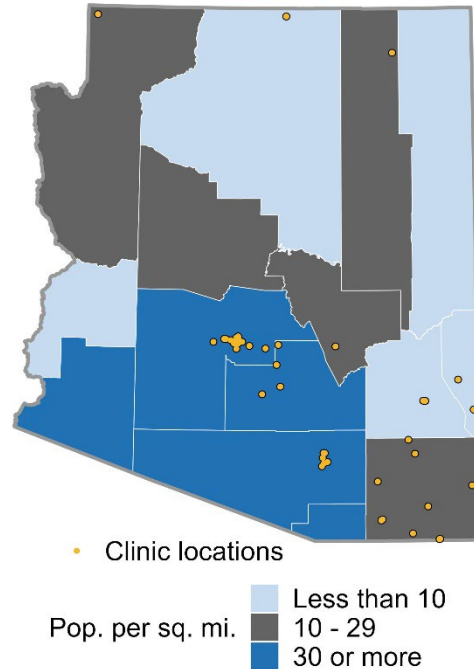 Clinic locations
Pop. per sq. mi.
Less than 10
10 - 29
30 or more